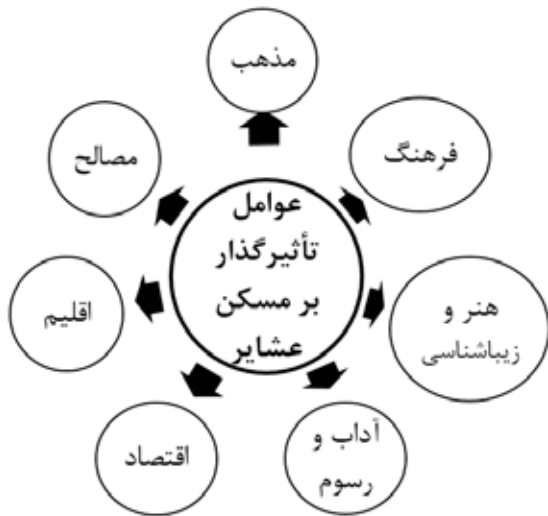 مذهب
فرهنگ
هنر و
زیباشناسی
آداب و
رسوم
اقتصاد
اقلیم
مصالح
عوامل
تأثیرگذار
بر مسکن
عشایر